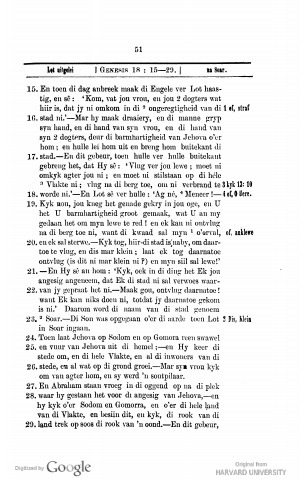 51
Lot uitgelei [GENESIS 18 : 15—29.] na Soar.
15. En toen di dag anbreek maak di Engele ver Lot haas-
tig, en sê: 'Kom, vat jou vrou, en jou 2 dogters wat
hiir is, dat jy ni omkom in di ¹ ongeregtigheid van di 1 of, straf
16. stad ni.'—Mar hy maak draaiery, en di manne gryp
syn hand, en di hand van syn vrou, en di hand van
syn 2 dogters, deur di barmhartigheid van Jehova o'er
hom; en hulle lei hom uit en breng hom buitekant di
17. stad.—En dit gebeur, toen hulle ver hulle buitekant
gebreng het, dat Hy sê: 'Vlug ver jou lewe; moet ni
omkyk agter jou ni; en moet ni stilstaan op di héle
³ Vlakte ni; vlug na di berg toe, om ni verbrand te 3 kyk 13: 10
18. worde ni.'—En Lot sê ver hulle: 'Ag né, ⁴ Meneer!— 4 of, O Here.
19. Kyk nou, jou kneg het genade gekry in jou oge, en U
het U barmhartigheid groot gemaak, wat U an my
gedaan het om myn lewe te red! en ek kan ni ontvlug
na di berg toe ni, want di kwaad sal myn ¹ o'erval, 1 of, ankleve
20. en ek sal sterwe.—Kyk tog, hiir-di stad is naby, om daar-
toe te vlug, en dis mar klein; laat ek tog daarnatoe
ontvlug (is dit ni mar klein ni?) en myn siil sal lewe!'
21. —En Hy sê an hom: 'Kyk, ook in di ding het Ek jou
angesig angeneem, dat Ek di stad ni sal verwoes waar-
22. van jy gepraat het ni.—Maak gou, ontvlug daarnatoe!
want Ek kan niks doen ni, totdat jy daarnatoe gekom
is ni.' Daarom word di naam van di stad genoem
23. ² Soar.—Di Son was opgegaan o'er di aarde toen Lot 2 Dit, klein
in Soar ingaan.
24. Toen laat Jehova op Sodom en op Gomora reen swawel
25. en vuur van Jehova uit di hemel;—en Hy keer di
stede om, en di hele Vlakte, en al di inwoners van di
26. stede, en al wat op di grond groei.—Mar syn vrou kyk
om van agter hom, en sy werd 'n soutpilaar.
27. En Abraham staan vroeg in di oggend op na di plek
28. waar hy gestaan het voor di angesig van Jehova,—en
hy kyk o'er Sodom en Gomorra, en o'er di hele land
van di Vlakte, en besiin dit, en kyk, di rook van di
29. land trek op soos di rook van 'n oond.—En dit gebeur,
Digitized by Google
Original from
HARVARD UNIVERSITY